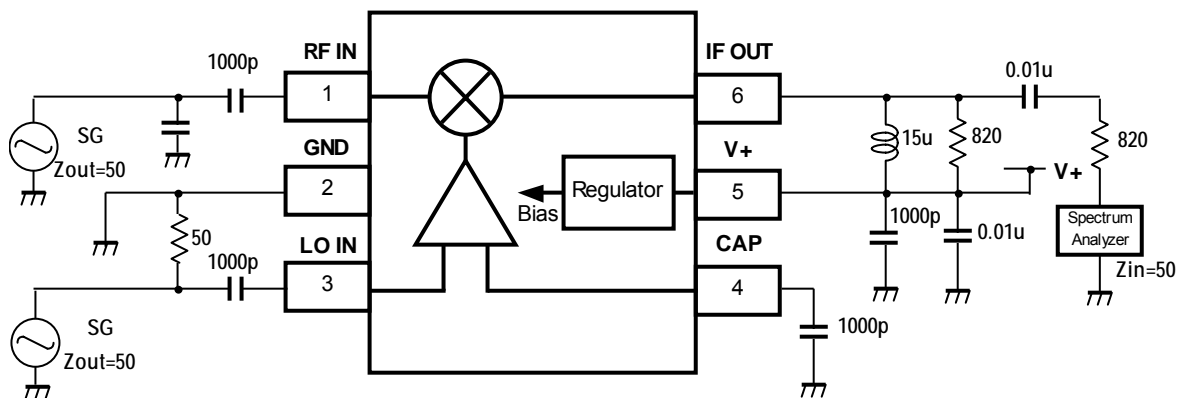 RF IN
1000p
1
SG
Zout=50
GND
2
50
LO IN
1000p
3
SG
Zout=50
Regulator
Bias
IF OUT
6
V+
5
CAP
4
1000p
15u
820
0.01u
820
V+
1000p
0.01u
Spectrum
Analyzer
Zin=50